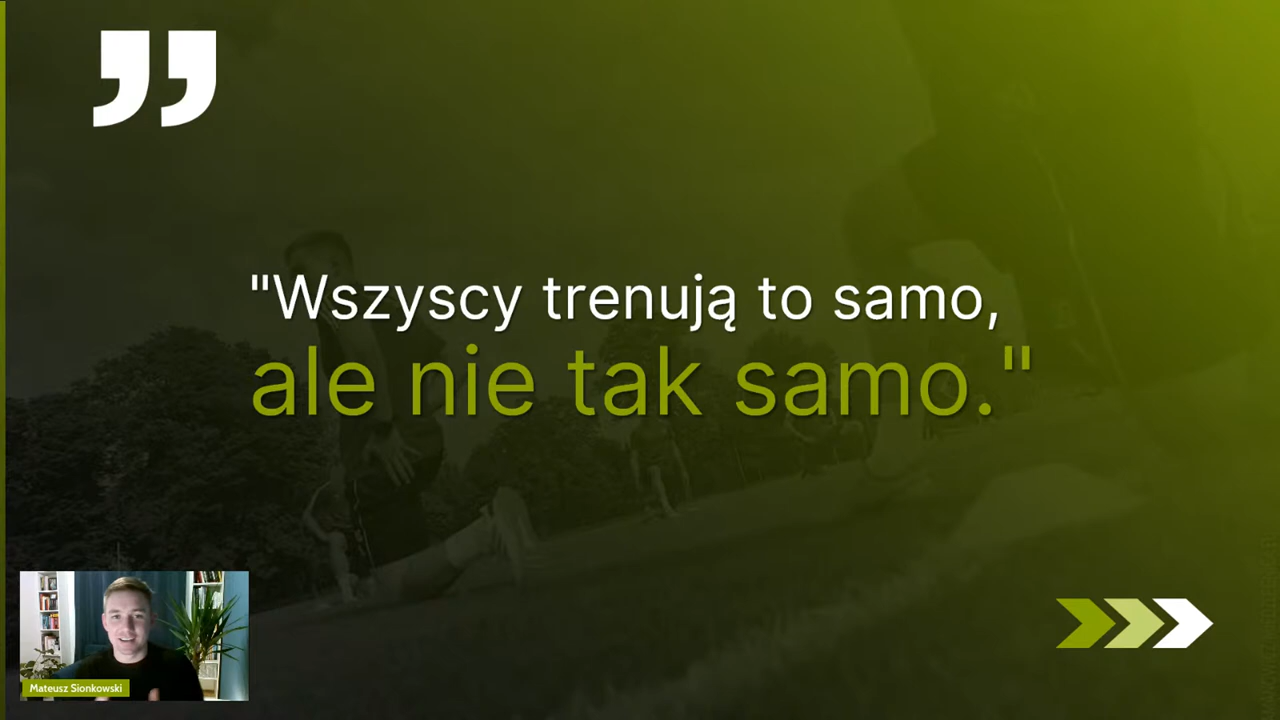 "Wszyscy trenują to samo,
ale nie tak samo."
Mateusz Sionkowski